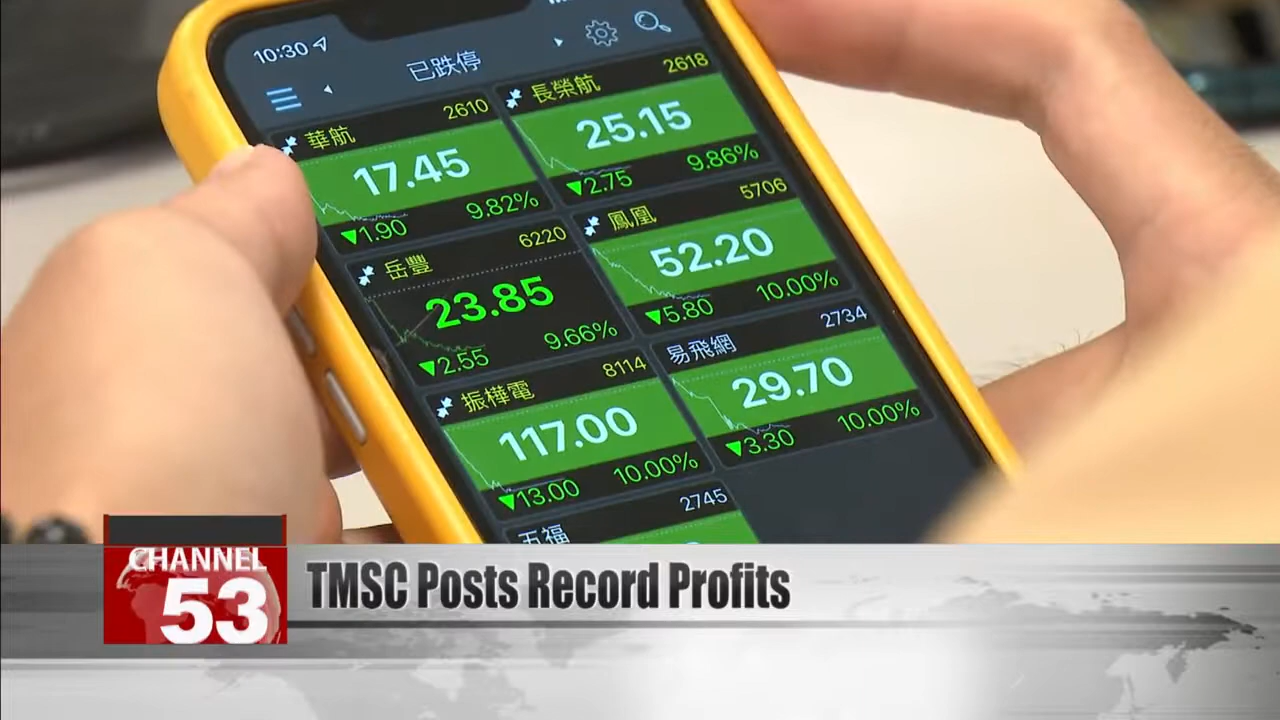 10:30
已跌停
華航 2610
17.45
▼1.90 9.82%
長榮航 2618
25.15
▼2.75 9.86%
岳豐 6220
23.85
▼2.55 9.66%
鳳凰 5706
52.20
▼5.80 10.00%
振樺電 8114
117.00
▼13.00 10.00%
易飛網 2734
29.70
▼3.30 10.00%
五福 2745
CHANNEL
53
TMSC Posts Record Profits